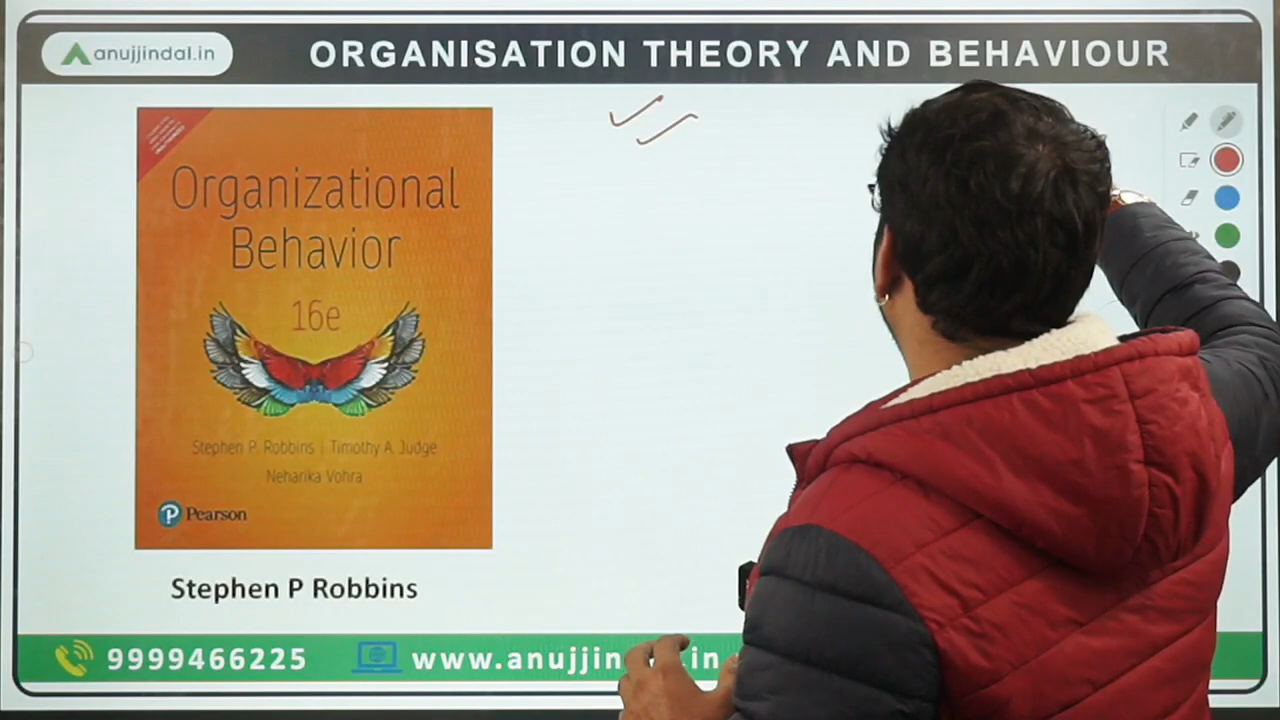 anujjindal.in
ORGANISATION THEORY AND BEHAVIOUR
Organizational
Behavior
16e
Stephen P. Robbins | Timothy A. Judge
Neharika Vohra
Pearson
Stephen P Robbins
9999466225
www.anujjin .in